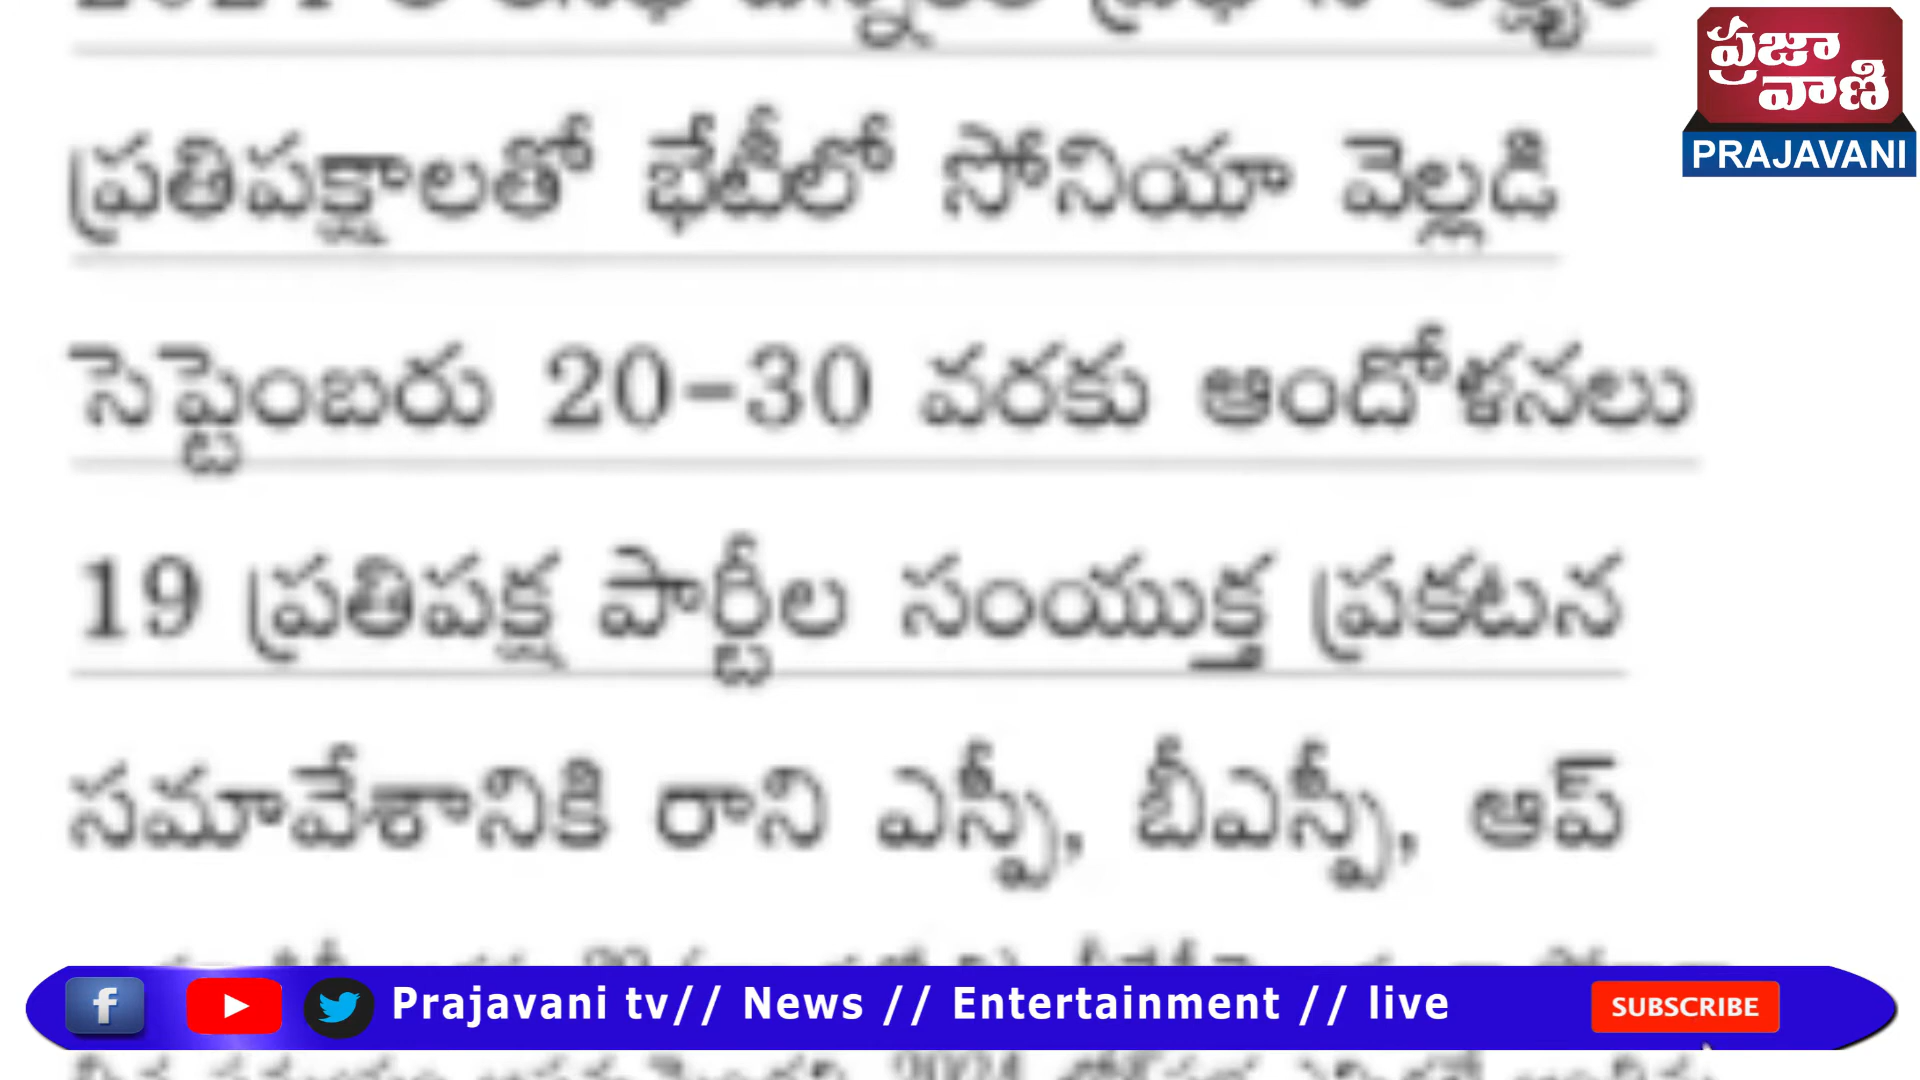 ప్రజా
వాణి
PRAJAVANI
ప్రతిపక్షాలతో భేటీలో సోనియా వెల్లడి
సెప్టెంబరు 20-30 వరకు ఆందోళనలు
19 ప్రతిపక్ష పార్టీల సంయుక్త ప్రకటన
సమావేశానికి రాని ఎస్పీ, బీఎస్పీ, ఆప్
Prajavani tv// News // Entertainment // live
SUBSCRIBE